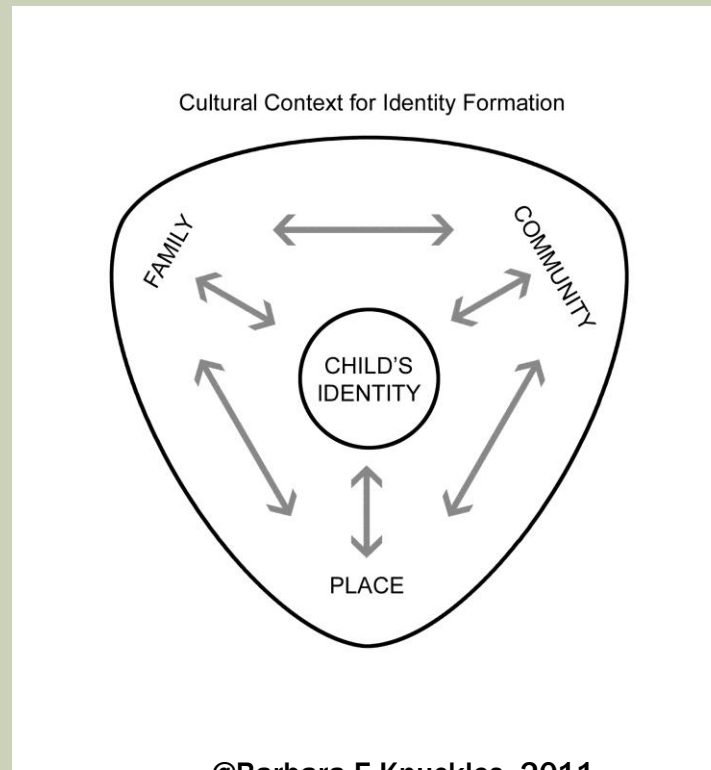 Cultural Context for Identity Formation
FAMILY
COMMUNITY
CHILD'S
IDENTITY
PLACE
@Barbara E Knuckles, 2011